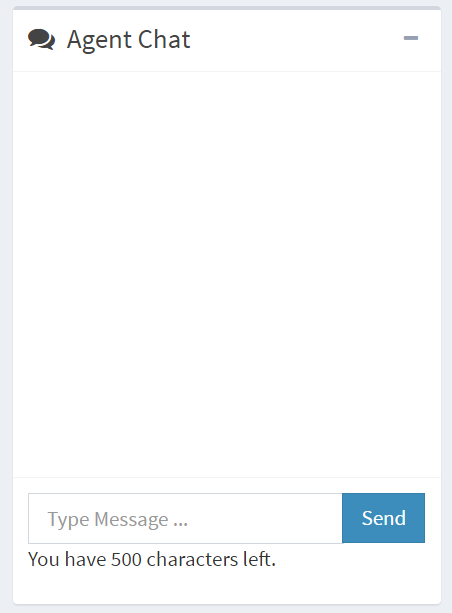 Agent Chat
Type Message ...
Send
You have 500 characters left.